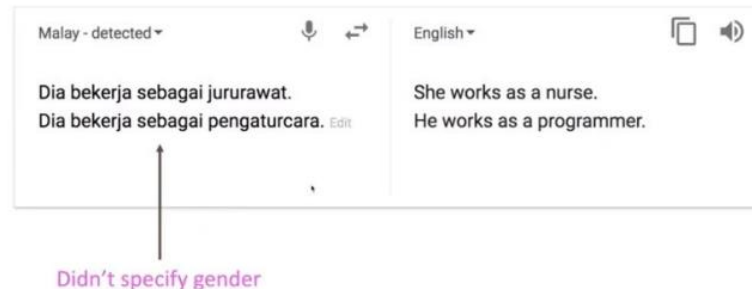 Malay - detected
English
Dia bekerja sebagai jururawat.
Dia bekerja sebagai pengaturcara. Edit
She works as a nurse.
He works as a programmer.
Didn't specify gender